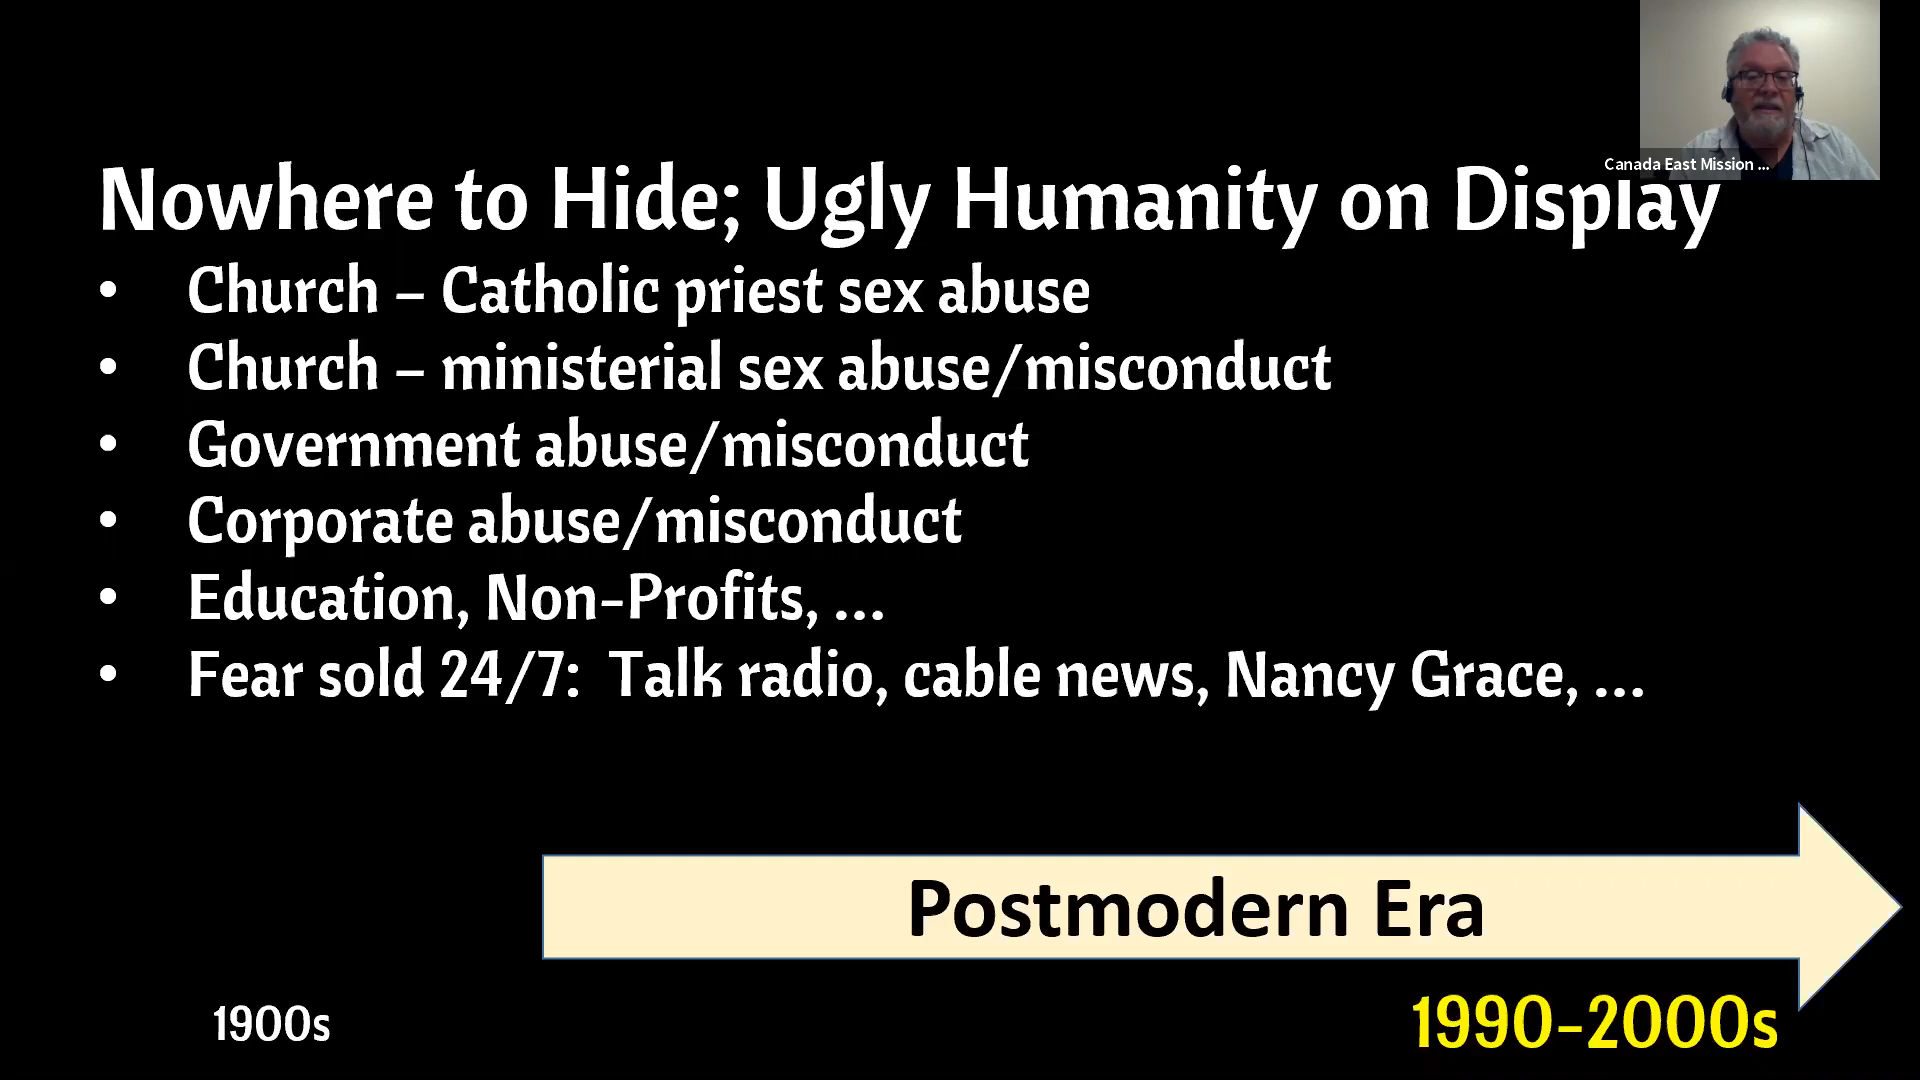 Canada East Mission ...
Nowhere to Hide; Ugly Humanity on Display
• Church – Catholic priest sex abuse
• Church – ministerial sex abuse/misconduct
• Government abuse/misconduct
• Corporate abuse/misconduct
• Education, Non-Profits, ...
• Fear sold 24/7:  Talk radio, cable news, Nancy Grace, ...
Postmodern Era
1900s
1990-2000s